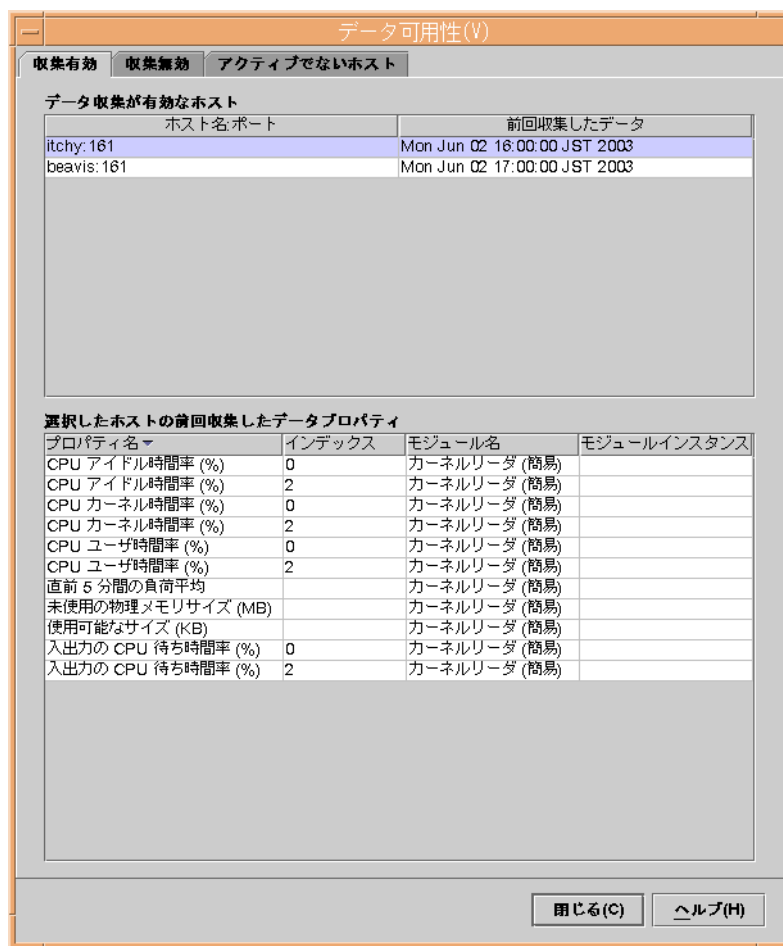 データ可用性(V)
収集有効 収集無効 アクティブでないホスト
データ収集が有効なホスト
ホスト名:ポート 前回収集したデータ
itchy:161 Mon Jun 02 16:00:00 JST 2003
beavis:161 Mon Jun 02 17:00:00 JST 2003
選択したホストの前回収集したデータプロパティ
プロパティ名 インデックス モジュール名 モジュールインスタンス
CPU アイドル時間率 (%) 0 カーネルリーダ (簡易)
CPU アイドル時間率 (%) 2 カーネルリーダ (簡易)
CPU カーネル時間率 (%) 0 カーネルリーダ (簡易)
CPU カーネル時間率 (%) 2 カーネルリーダ (簡易)
CPU ユーザ時間率 (%) 0 カーネルリーダ (簡易)
CPU ユーザ時間率 (%) 2 カーネルリーダ (簡易)
直前 5 分間の負荷平均 カーネルリーダ (簡易)
未使用の物理メモリサイズ (MB) カーネルリーダ (簡易)
使用可能なサイズ (KB) カーネルリーダ (簡易)
入出力の CPU 待ち時間率 (%) 0 カーネルリーダ (簡易)
入出力の CPU 待ち時間率 (%) 2 カーネルリーダ (簡易)
閉じる(C) ヘルプ(H)